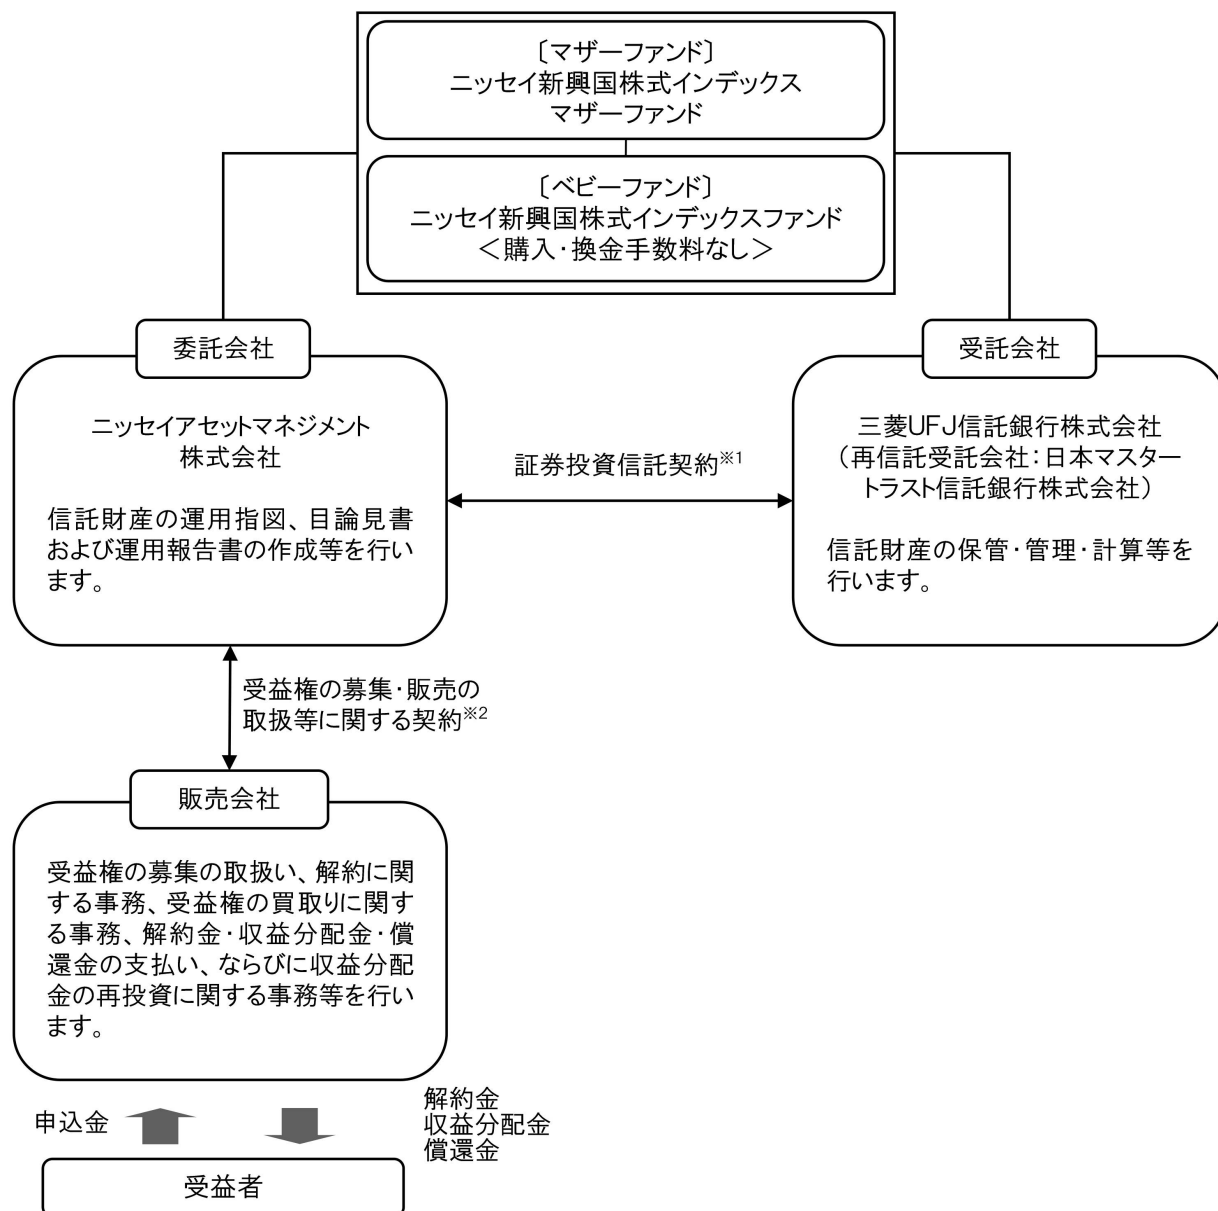 〔マザーファンド〕
ニッセイ新興国株式インデックス
マザーファンド
〔ベビーファンド〕
ニッセイ新興国株式インデックスファンド
＜購入・換金手数料なし＞
委託会社
ニッセイアセットマネジメント
株式会社
信託財産の運用指図、目論見書
および運用報告書の作成等を行い
ます。
証券投資信託契約※1
受託会社
三菱UFJ信託銀行株式会社
（再信託受託会社：日本マスター
トラスト信託銀行株式会社）
信託財産の保管・管理・計算等を
行います。
受益権の募集・販売の
取扱等に関する契約※2
販売会社
受益権の募集の取扱い、解約に関
する事務、受益権の買取りに関す
る事務、解約金・収益分配金・償
還金の支払い、ならびに収益分配
金の再投資に関する事務等を行い
ます。
申込金
解約金
収益分配金
償還金
受益者